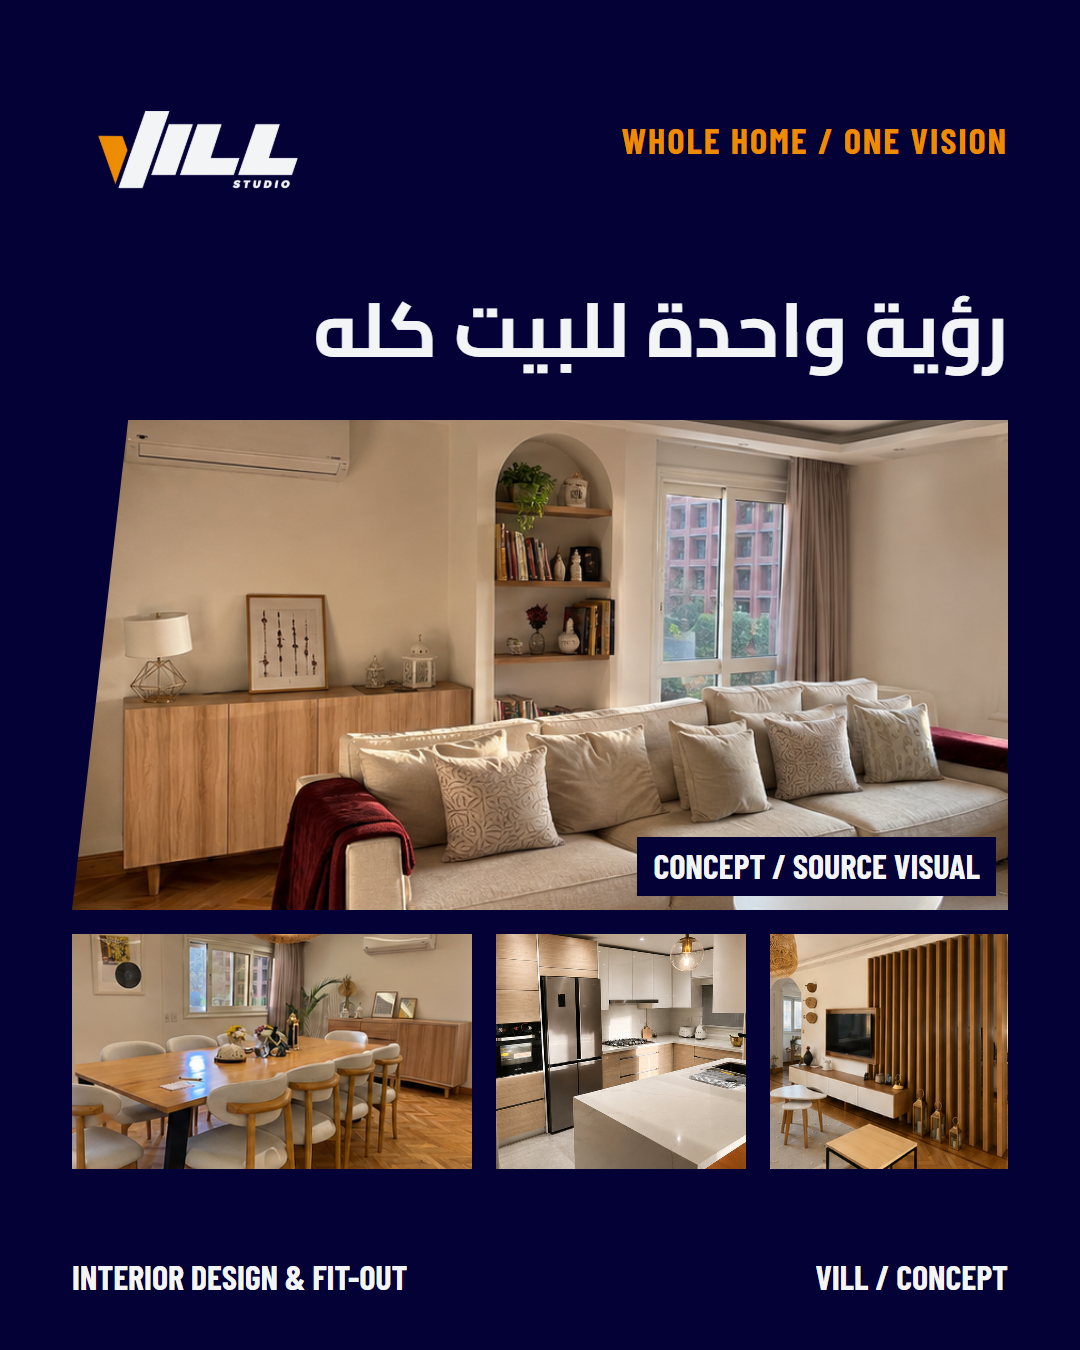 VILL
STUDIO
WHOLE HOME / ONE VISION
رؤية واحدة للبيت كله
CONCEPT / SOURCE VISUAL
INTERIOR DESIGN & FIT-OUT
VILL / CONCEPT